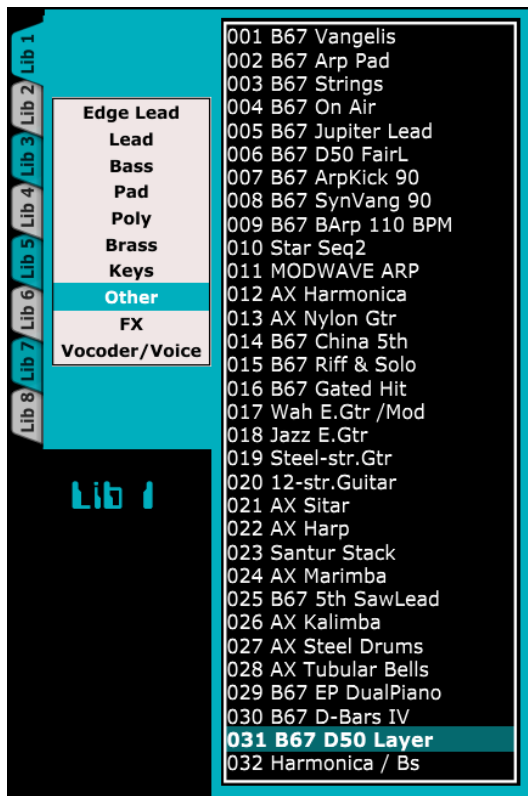 Lib 1
Lib 2
Lib 3
Lib 4
Lib 5
Lib 6
Lib 7
Lib 8
Edge Lead
Lead
Bass
Pad
Poly
Brass
Keys
Other
FX
Vocoder/Voice
Lib 1
001 B67 Vangelis
002 B67 Arp Pad
003 B67 Strings
004 B67 On Air
005 B67 Jupiter Lead
006 B67 D50 FairL
007 B67 ArpKick 90
008 B67 SynVang 90
009 B67 BArp 110 BPM
010 Star Seq2
011 MODWAVE ARP
012 AX Harmonica
013 AX Nylon Gtr
014 B67 China 5th
015 B67 Riff & Solo
016 B67 Gated Hit
017 Wah E.Gtr /Mod
018 Jazz E.Gtr
019 Steel-str.Gtr
020 12-str.Guitar
021 AX Sitar
022 AX Harp
023 Santur Stack
024 AX Marimba
025 B67 5th SawLead
026 AX Kalimba
027 AX Steel Drums
028 AX Tubular Bells
029 B67 EP DualPiano
030 B67 D-Bars IV
031 B67 D50 Layer
032 Harmonica / Bs